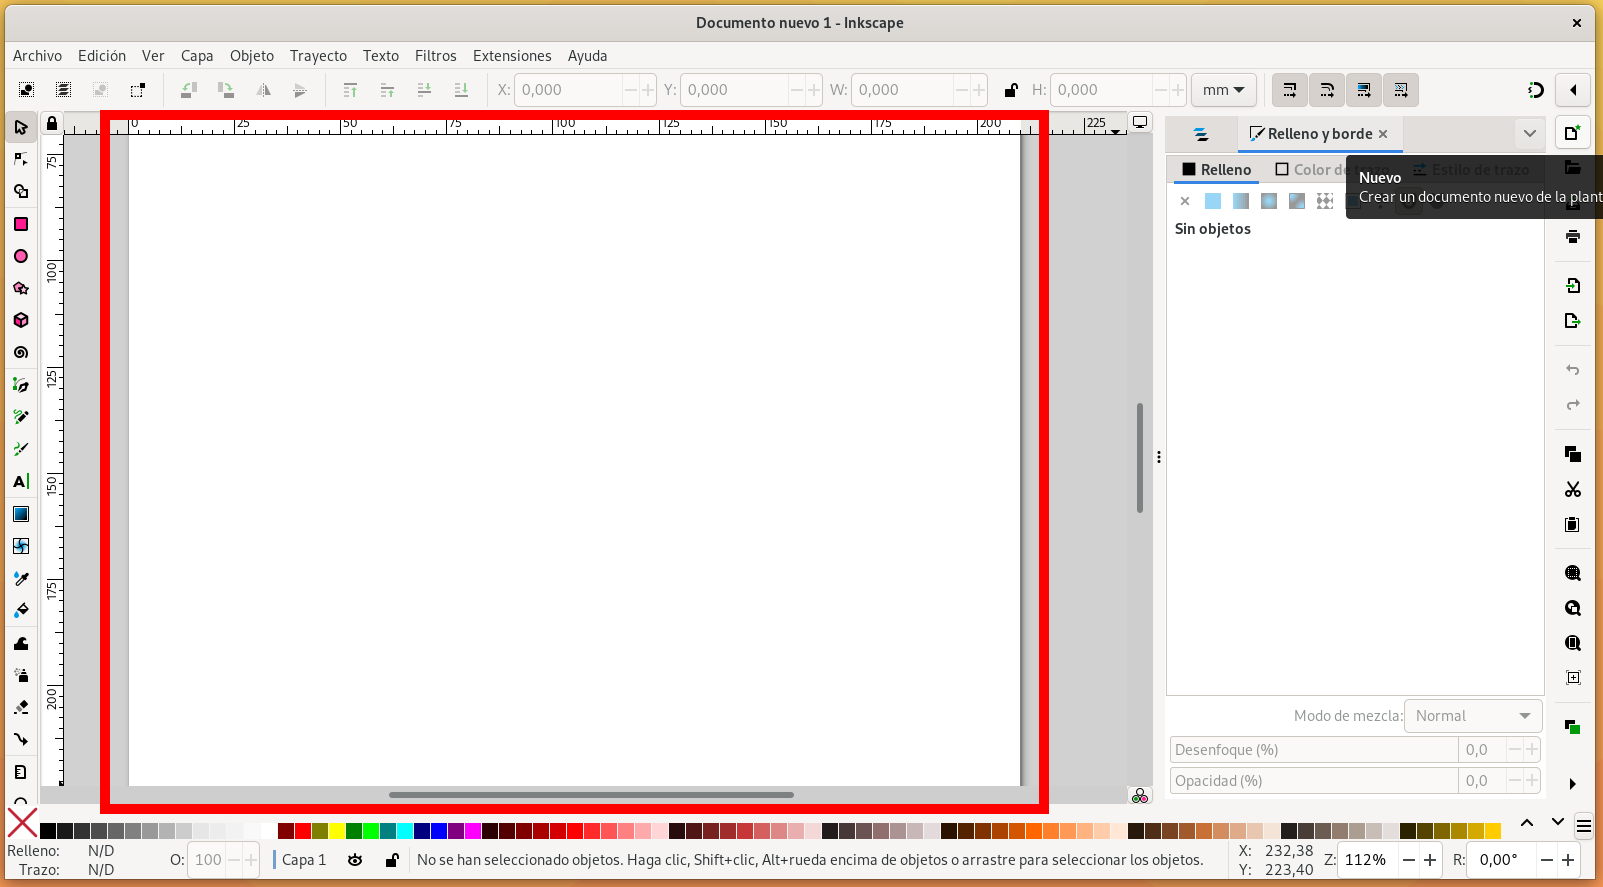 Documento nuevo 1 - Inkscape
Archivo Edición Ver Capa Objeto Trayecto Texto Filtros Extensiones Ayuda
X: 0,000 Y: 0,000 W: 0,000 H: 0,000 mm
0 25 50 75 100 125 150 175 200 225
75
100
125
150
175
200
Relleno y borde
Relleno Color de trazo Estilo de trazo
Nuevo
Crear un documento nuevo de la plant
Sin objetos
Modo de mezcla: Normal
Desenfoque (%) 0,0
Opacidad (%) 0,0
Relleno: N/D
Trazo: N/D
O: 100
Capa 1
No se han seleccionado objetos. Haga clic, Shift+clic, Alt+rueda encima de objetos o arrastre para seleccionar los objetos.
X: 232,38
Y: 223,40
Z: 112%
R: 0,00°